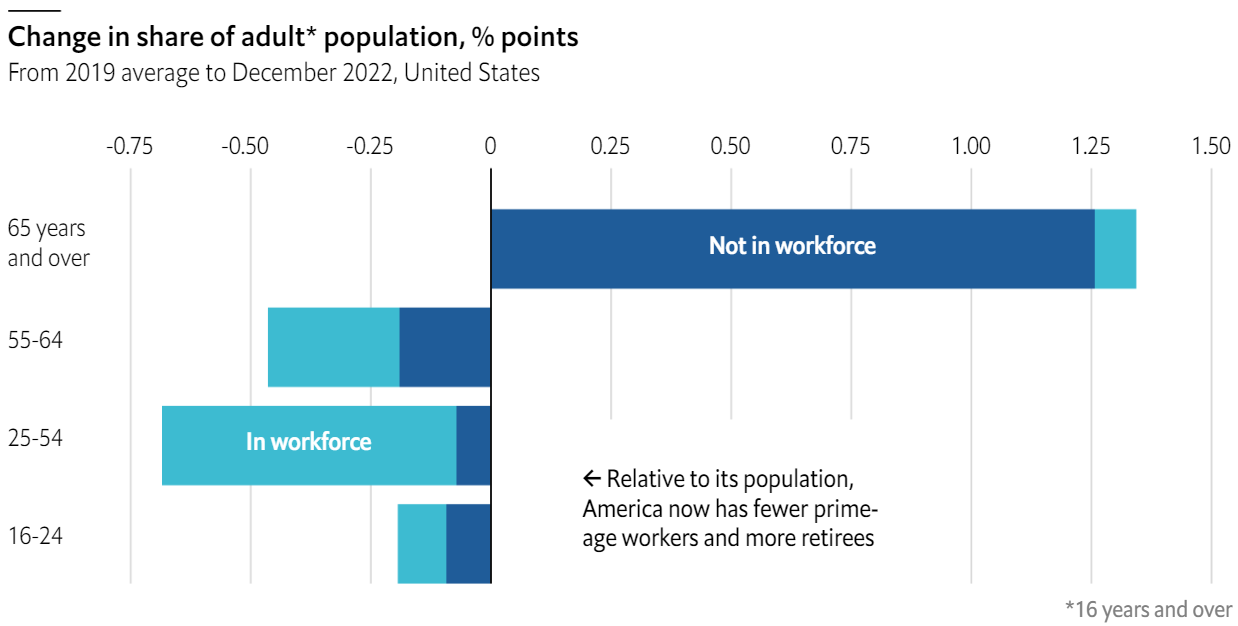 Change in share of adult* population, % points
From 2019 average to December 2022, United States
-0.75 -0.50 -0.25 0 0.25 0.50 0.75 1.00 1.25 1.50
65 years
and over
Not in workforce
55-64
25-54
In workforce
← Relative to its population,
America now has fewer prime-
age workers and more retirees
16-24
*16 years and over